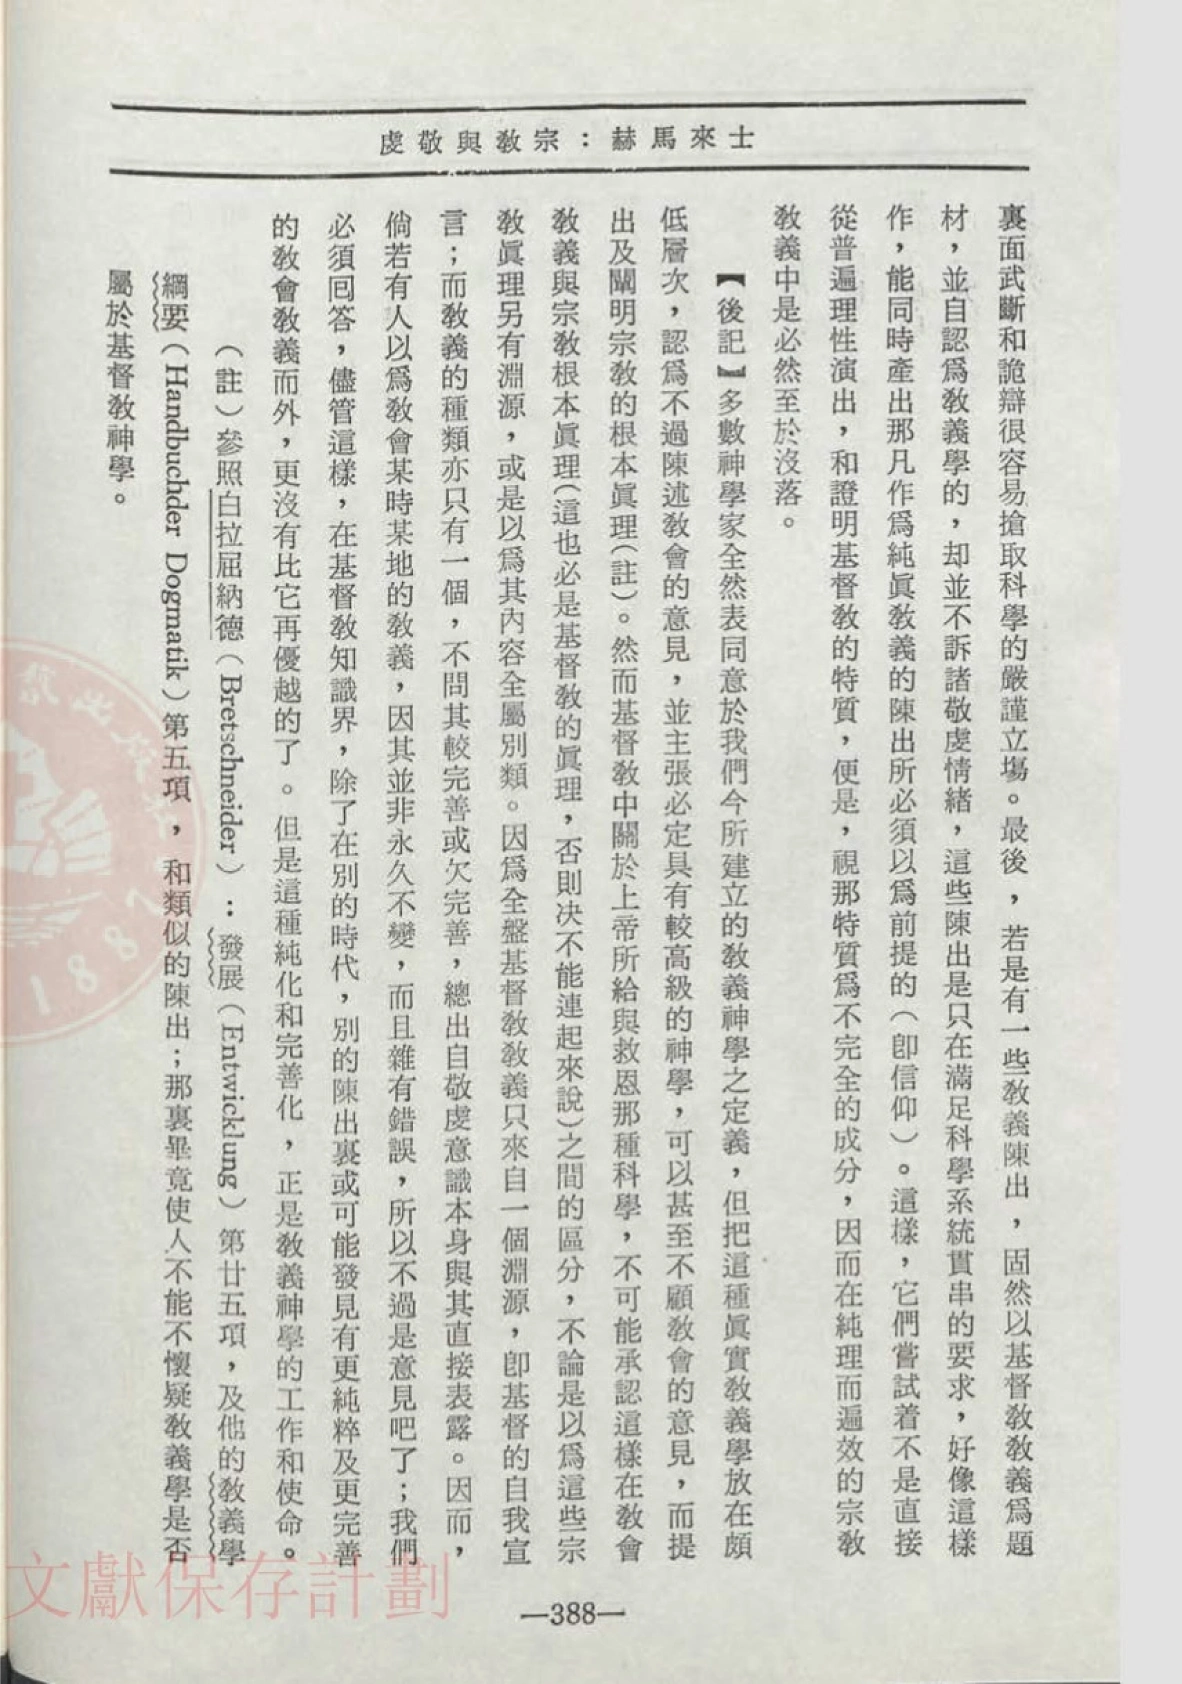 士來馬赫：宗教與敬虔
裏面武斷和詭辯很容易搶取科學的嚴謹立場。最後，若是有一些教義陳出，固然以基督教教義爲題
材，並自認爲教義學的，却並不訴諸敬虔情緒，這些陳出是只在滿足科學系統貫串的要求，好像這樣
作，能同時產出那凡作爲純眞教義的陳出所必須以爲前提的（卽信仰）。這樣，它們嘗試着不是直接
從普遍理性演出，和證明基督教的特質，便是，視那特質爲不完全的成分，因而在純理而遍效的宗教
教義中是必然至於沒落。
【後記】多數神學家全然表同意於我們今所建立的教義神學之定義，但把這種眞實教義學放在頗
低層次，認爲不過陳述教會的意見，並主張必定具有較高級的神學，可以甚至不顧教會的意見，而提
出及闡明宗教的根本眞理（註）。然而基督教中關於上帝所給與救恩那種科學，不可能承認這樣在教會
教義與宗教根本眞理（這也必是基督教的眞理，否則决不能連起來說）之間的區分，不論是以爲這些宗
教眞理另有淵源，或是以爲其內容全屬別類。因爲全盤基督教教義只來自一個淵源，卽基督的自我宣
言；而教義的種類亦只有一個，不問其較完善或欠完善，總出自敬虔意識本身與其直接表露。因而，
倘若有人以爲教會某時某地的教義，因其並非永久不變，而且雜有錯誤，所以不過是意見吧了；我們
必須回答，儘管這樣，在基督教知識界，除了在別的時代，別的陳出裏或可能發見有更純粹及更完善
的教會教義而外，更沒有比它再優越的了。但是這種純化和完善化，正是教義神學的工作和使命。
（註）參照白拉屈納德（Bretschneider）：發展（Entwicklung）第廿五項，及他的教義學
綱要（Handbuchder Dogmatik）第五項，和類似的陳出；那裏畢竟使人不能不懷疑教義學是否
屬於基督教神學。
—388—
文獻保存計劃